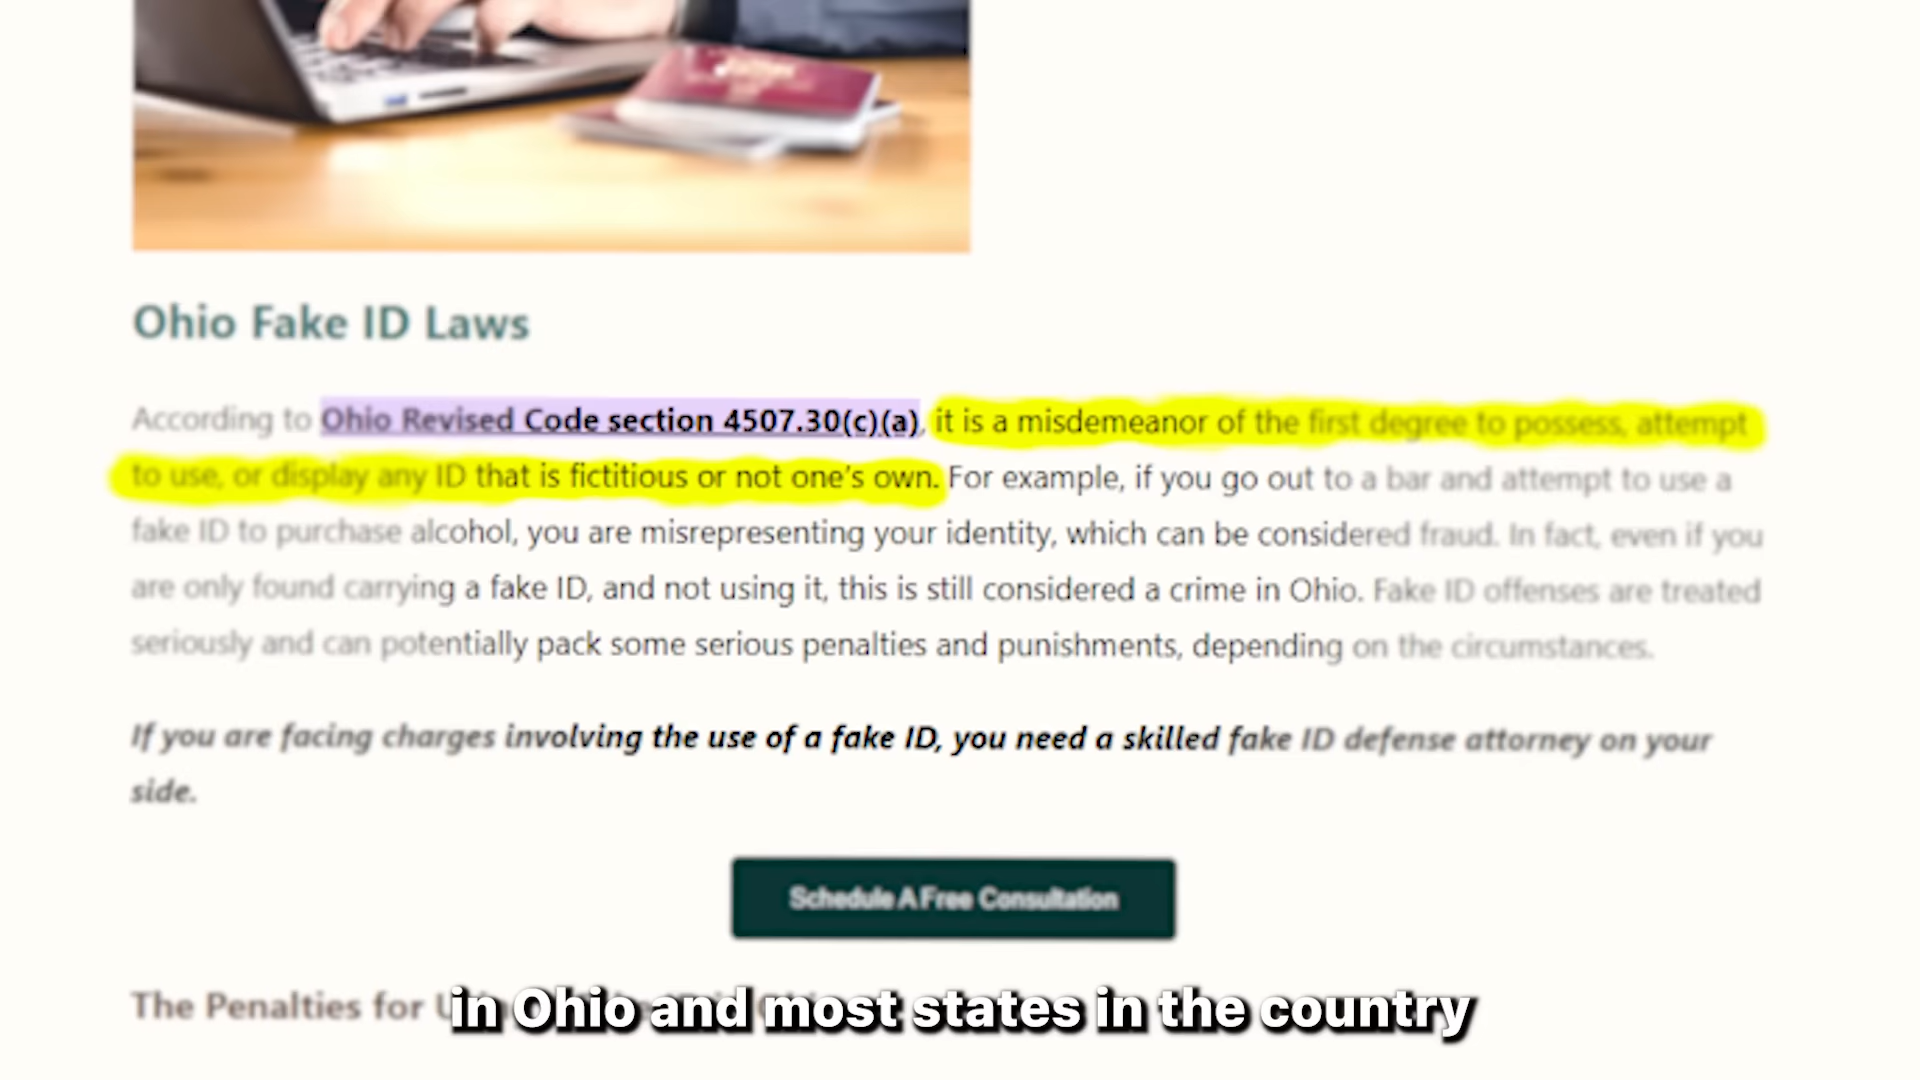 Ohio Fake ID Laws
According to Ohio Revised Code section 4507.30(c)(a), it is a misdemeanor of the first degree to possess, attempt
to use, or display any ID that is fictitious or not one's own. For example, if you go out to a bar and attempt to use a
fake ID to purchase alcohol, you are misrepresenting your identity, which can be considered fraud. In fact, even if you
are only found carrying a fake ID, and not using it, this is still considered a crime in Ohio. Fake ID offenses are treated
seriously and can potentially pack some serious penalties and punishments, depending on the circumstances.
If you are facing charges involving the use of a fake ID, you need a skilled fake ID defense attorney on your
side.
Schedule A Free Consultation
The Penalties for
in Ohio and most states in the country